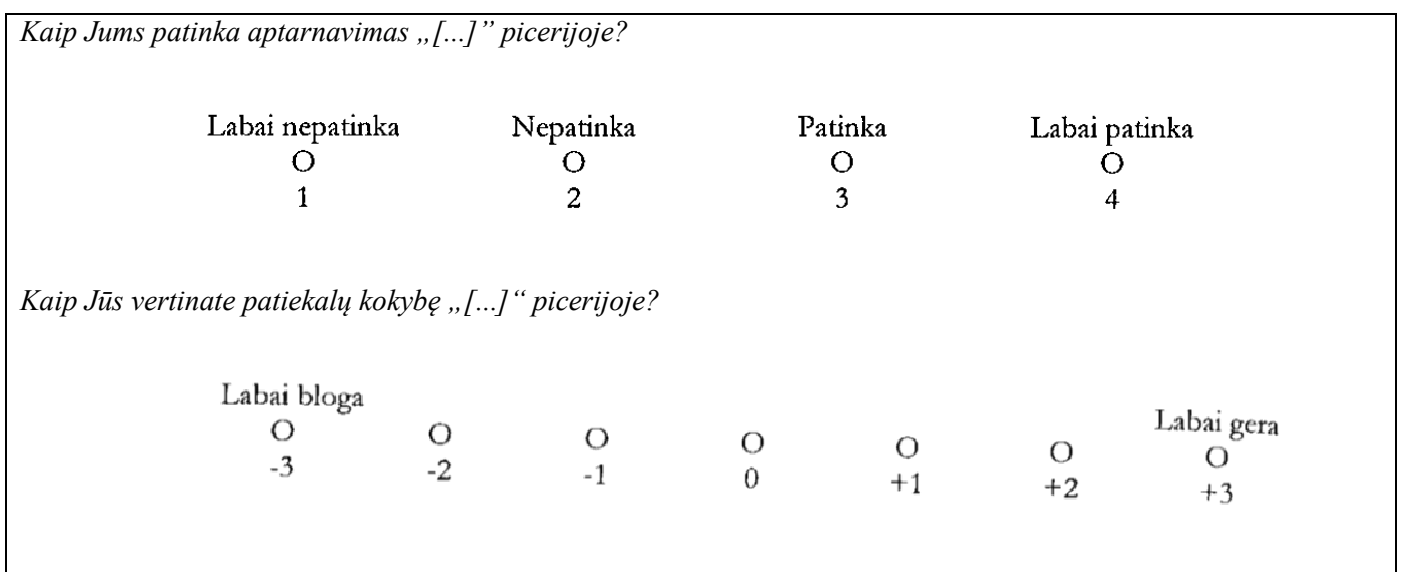 Kaip Jums patinka aptarnavimas „[...]” picerijoje?
Labai nepatinka Nepatinka Patinka Labai patinka
O O O O
1 2 3 4
Kaip Jūs vertinate patiekalų kokybę „[...]“ picerijoje?
Labai bloga Labai gera
O O O O O O O
-3 -2 -1 0 +1 +2 +3